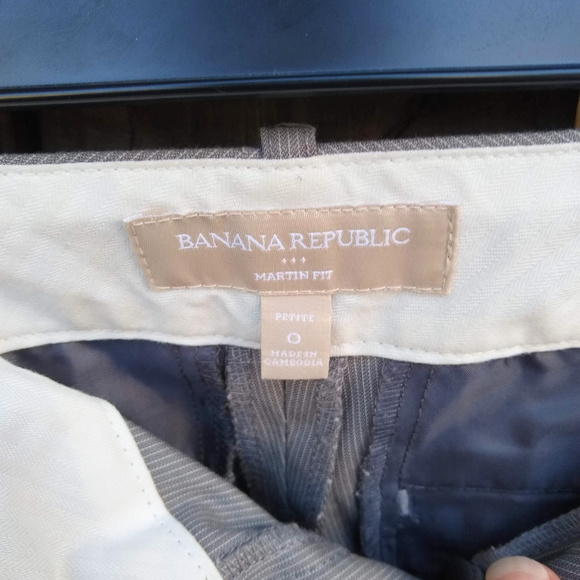 BANANA REPUBLIC
MARTIN FIT
PETITE
0
MADE IN
CAMBODIA